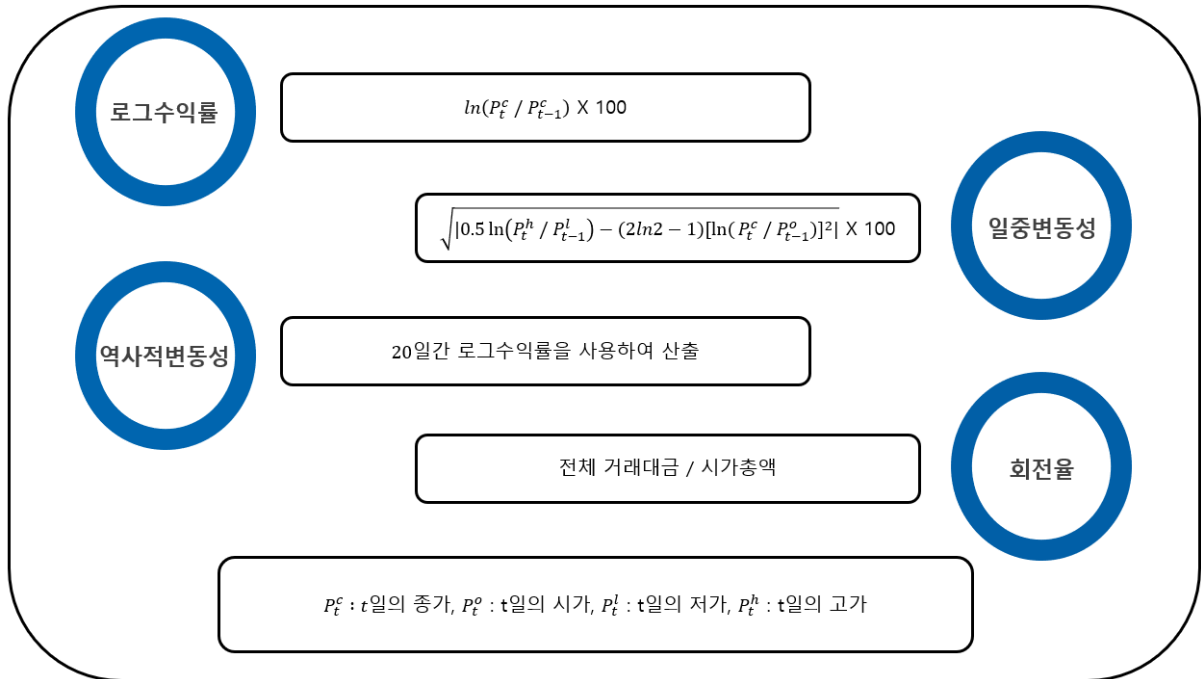 로그수익률
ln(P_t^c / P_{t-1}^c) X 100
√|0.5 ln(P_t^h / P_{t-1}^l) − (2ln2 − 1)[ln(P_t^c / P_{t-1}^o)]²| X 100
일중변동성
역사적변동성
20일간 로그수익률을 사용하여 산출
전체 거래대금 / 시가총액
회전율
P_t^c : t일의 종가, P_t^o : t일의 시가, P_t^l : t일의 저가, P_t^h : t일의 고가